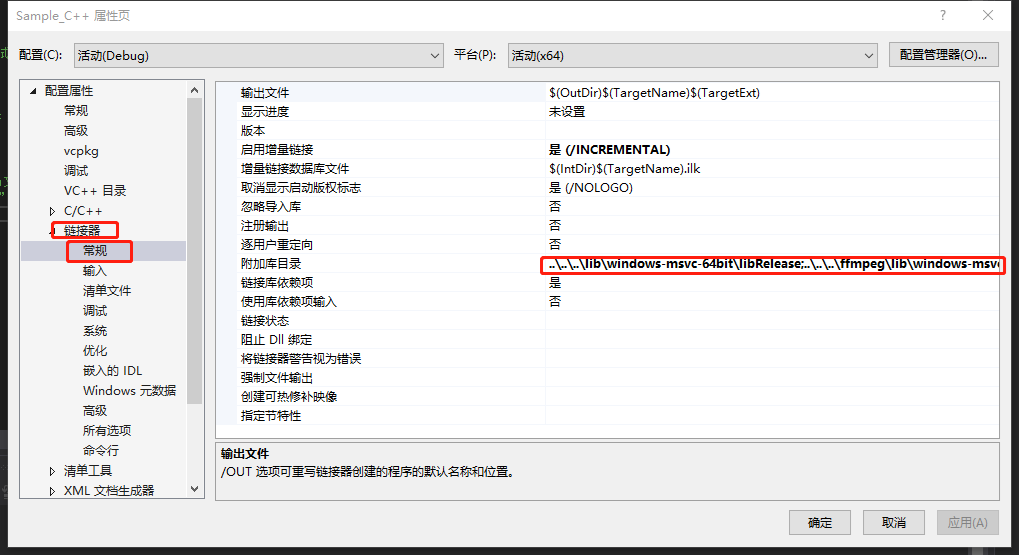 Sample_C++ 属性页
配置(C): 活动(Debug) 平台(P): 活动(x64) 配置管理器(O)...
配置属性
常规
高级
vcpkg
调试
VC++ 目录
C/C++
链接器
常规
输入
清单文件
调试
系统
优化
嵌入的 IDL
Windows 元数据
高级
所有选项
命令行
清单工具
XML 文档生成器
输出文件 $(OutDir)$(TargetName)$(TargetExt)
显示进度 未设置
版本
启用增量链接 是 (/INCREMENTAL)
增量链接数据库文件 $(IntDir)$(TargetName).ilk
取消显示启动版权标志 是 (/NOLOGO)
忽略导入库 否
注册输出 否
逐用户重定向 否
附加库目录 ..\..\..\lib\windows-msvc-64bit\libRelease;..\..\..\ffmpeg\lib\windows-msvc
链接库依赖项 是
使用库依赖项输入 否
链接状态
阻止 Dll 绑定
将链接器警告视为错误
强制文件输出
创建可热修补映像
指定节特性
输出文件
/OUT 选项可重写链接器创建的程序的默认名称和位置。
确定 取消 应用(A)